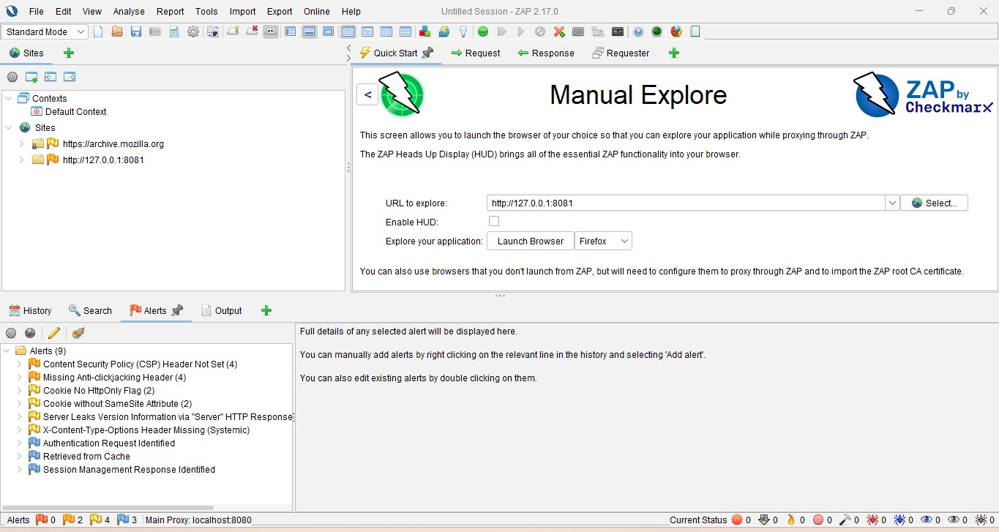 File Edit View Analyse Report Tools Import Export Online Help Untitled Session - ZAP 2.17.0
Standard Mode
Sites
Quick Start Request Response Requester
Contexts
Default Context
Sites
https://archive.mozilla.org
http://127.0.0.1:8081
<
Manual Explore
ZAP by
Checkmarx
This screen allows you to launch the browser of your choice so that you can explore your application while proxying through ZAP.
The ZAP Heads Up Display (HUD) brings all of the essential ZAP functionality into your browser.
URL to explore: http://127.0.0.1:8081 Select...
Enable HUD:
Explore your application: Launch Browser Firefox
You can also use browsers that you don't launch from ZAP, but will need to configure them to proxy through ZAP and to import the ZAP root CA certificate.
History Search Alerts Output
Alerts (9)
Content Security Policy (CSP) Header Not Set (4)
Missing Anti-clickjacking Header (4)
Cookie No HttpOnly Flag (2)
Cookie without SameSite Attribute (2)
Server Leaks Version Information via "Server" HTTP Response
X-Content-Type-Options Header Missing (Systemic)
Authentication Request Identified
Retrieved from Cache
Session Management Response Identified
Full details of any selected alert will be displayed here.
You can manually add alerts by right clicking on the relevant line in the history and selecting 'Add alert'.
You can also edit existing alerts by double clicking on them.
Alerts 0 2 4 3 Main Proxy: localhost:8080 Current Status 0 0 0 0 0 0 0 0 0 0